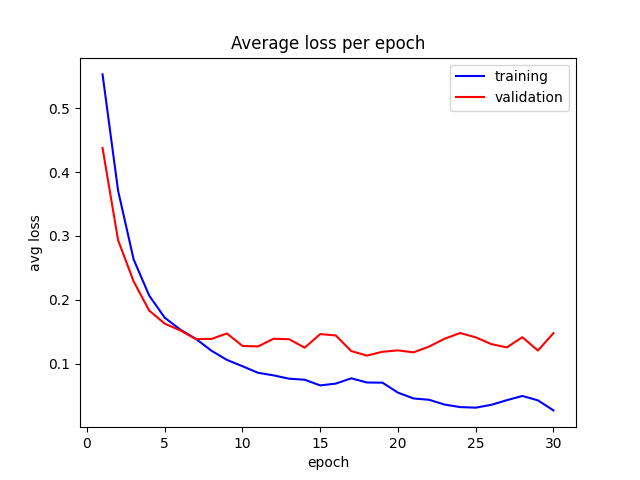 Average loss per epoch
training
validation
avg loss
0.5
0.4
0.3
0.2
0.1
0 5 10 15 20 25 30
epoch